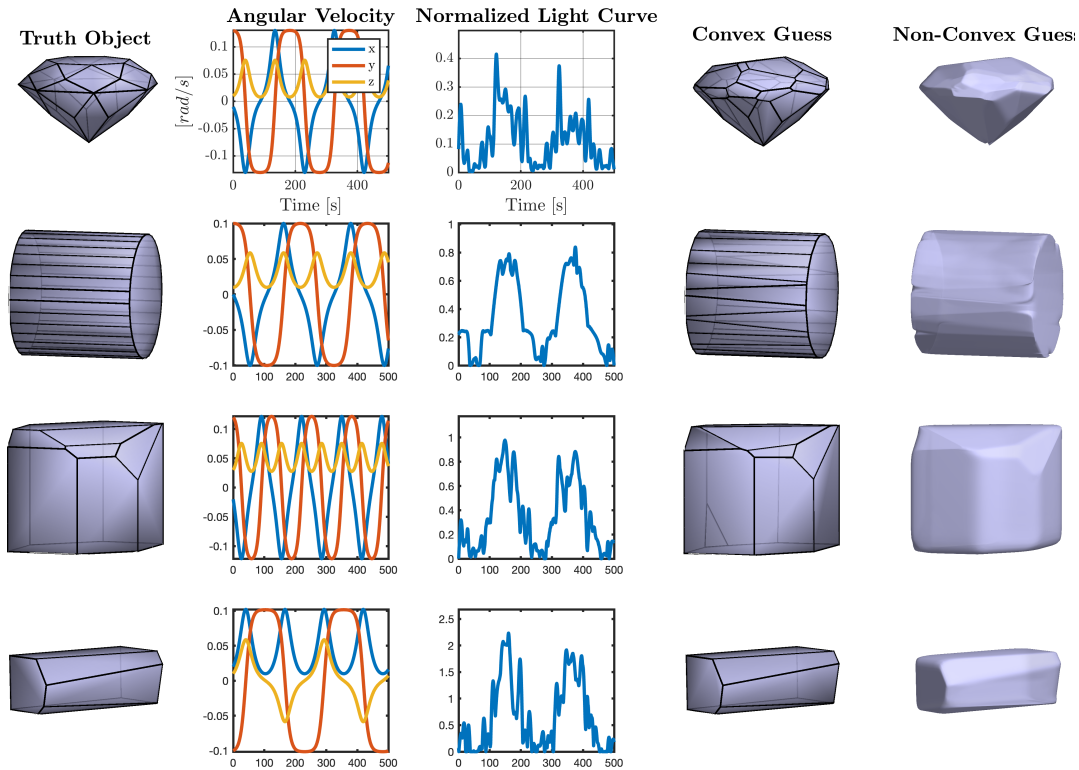 Truth Object
Angular Velocity
Normalized Light Curve
Convex Guess
Non-Convex Guess
[rad/s]
0.1
0.05
0
-0.05
-0.1
x
y
z
0 200 400
Time [s]
0.4
0.3
0.2
0.1
0
0 200 400
Time [s]
0.1
0.05
0
-0.05
-0.1
0 100 200 300 400 500
1
0.8
0.6
0.4
0.2
0
0 100 200 300 400 500
0.1
0.05
0
-0.05
-0.1
0 100 200 300 400 500
1
0.8
0.6
0.4
0.2
0
0 100 200 300 400 500
0.1
0.05
0
-0.05
-0.1
0 100 200 300 400 500
2.5
2
1.5
1
0.5
0
0 100 200 300 400 500